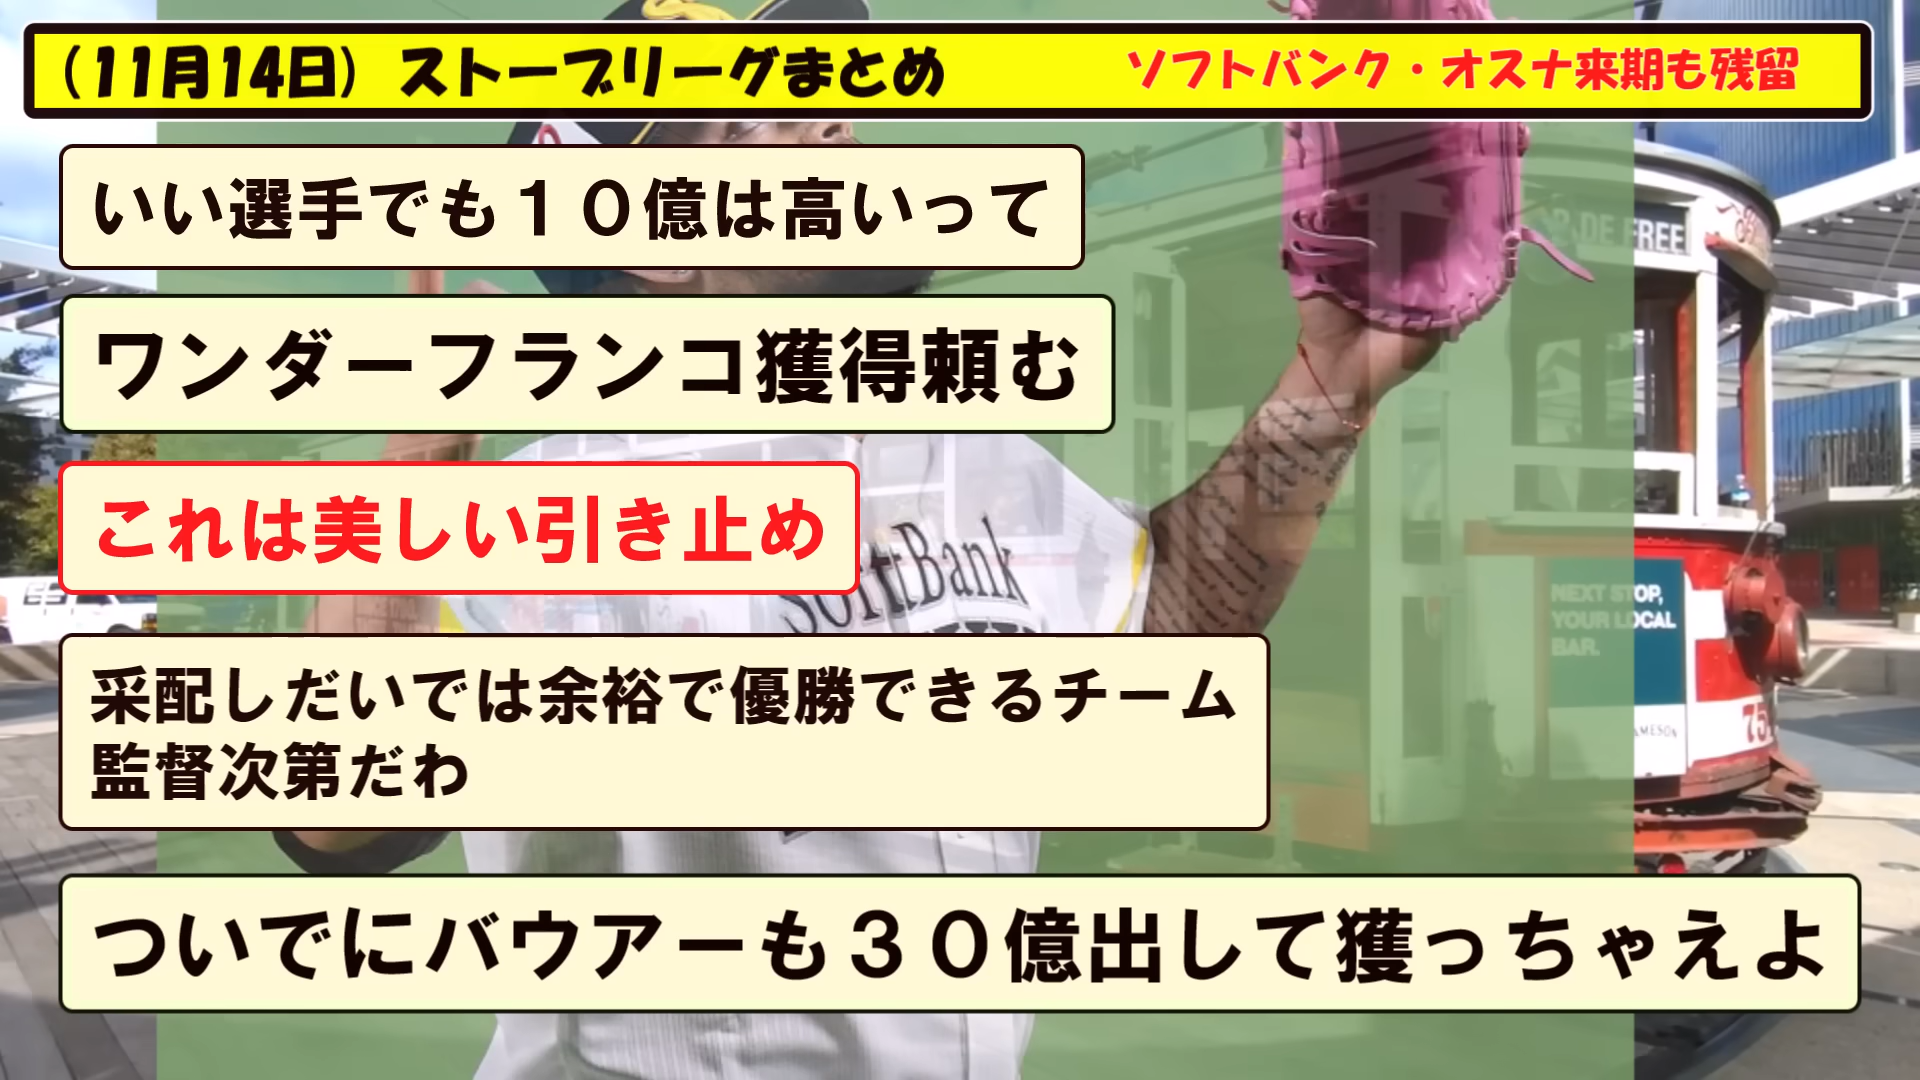 (11月14日) ストーブリーグまとめ
ソフトバンク・オスナ来期も残留
いい選手でも１０億は高いって
ワンダーフランコ獲得頼む
これは美しい引き止め
采配しだいでは余裕で優勝できるチーム
監督次第だわ
ついでにバウアーも３０億出して獲っちゃえよ
SoftBank
DE FREE
NEXT STOP,
YOUR LOCAL
BAR.
75